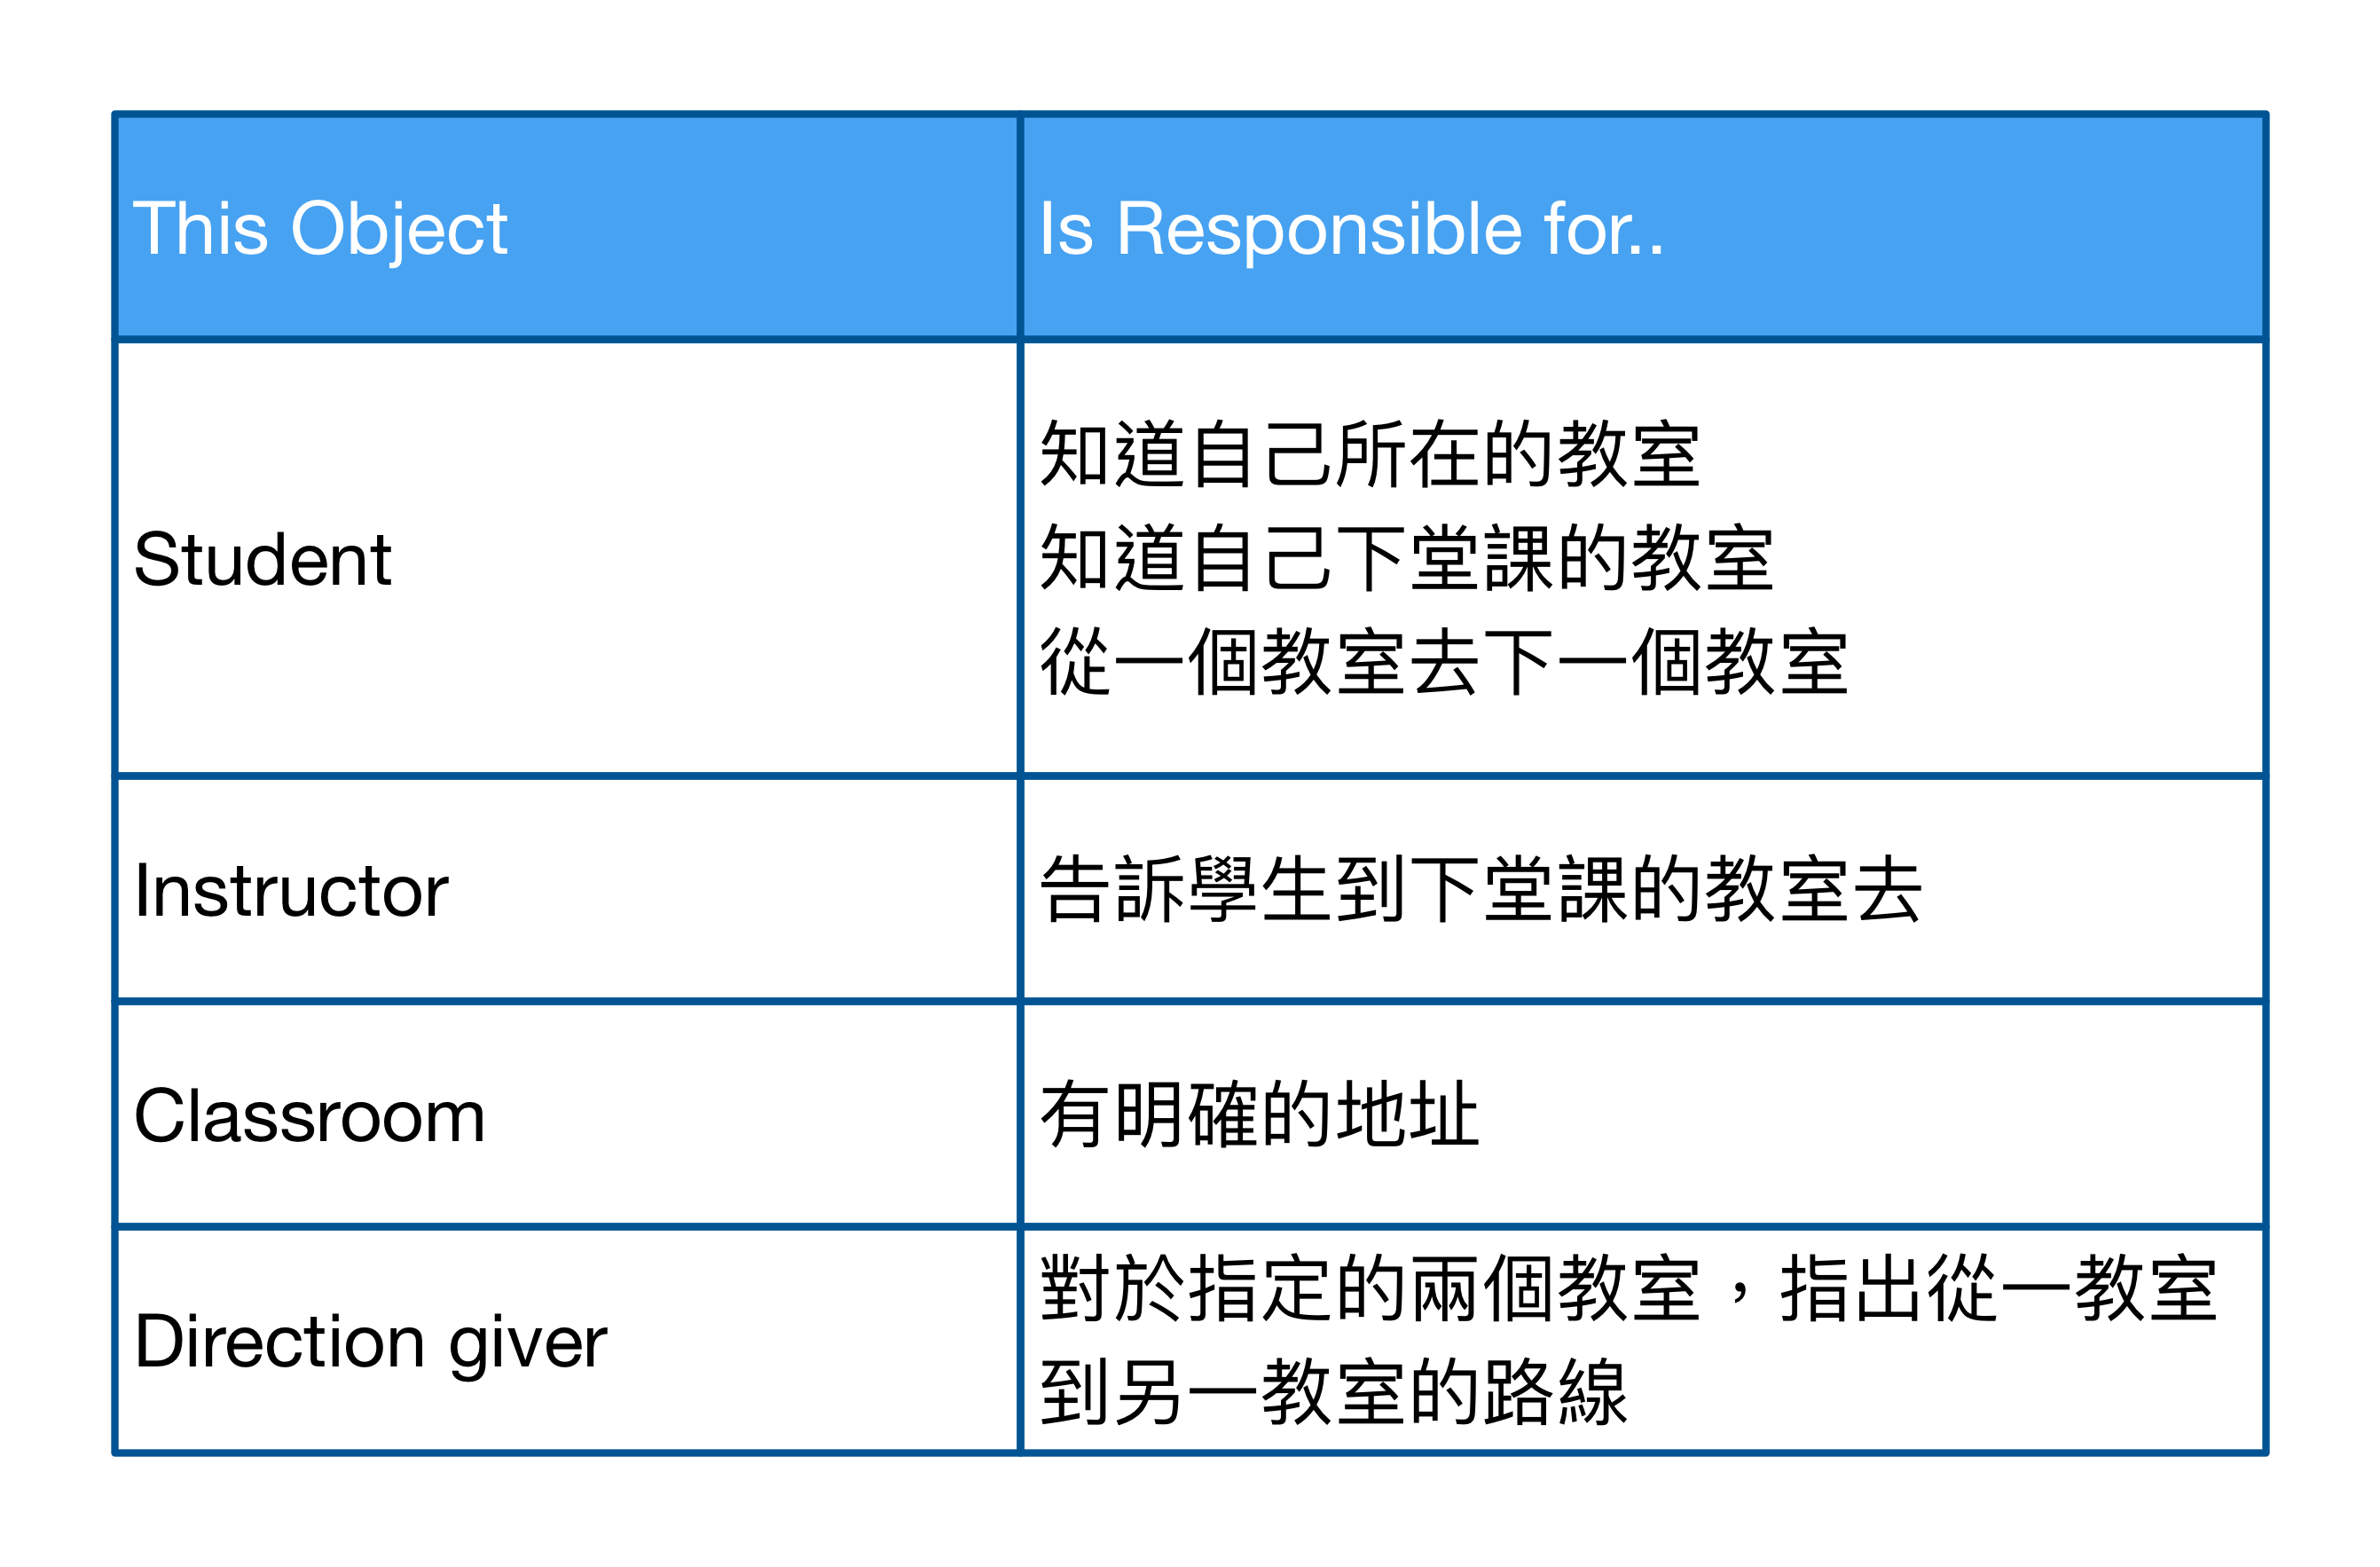 This Object
Is Responsible for..
Student
知道自己所在的教室
知道自己下堂課的教室
從一個教室去下一個教室
Instructor
告訴學生到下堂課的教室去
Classroom
有明確的地址
Direction giver
對於指定的兩個教室，指出從一教室
到另一教室的路線